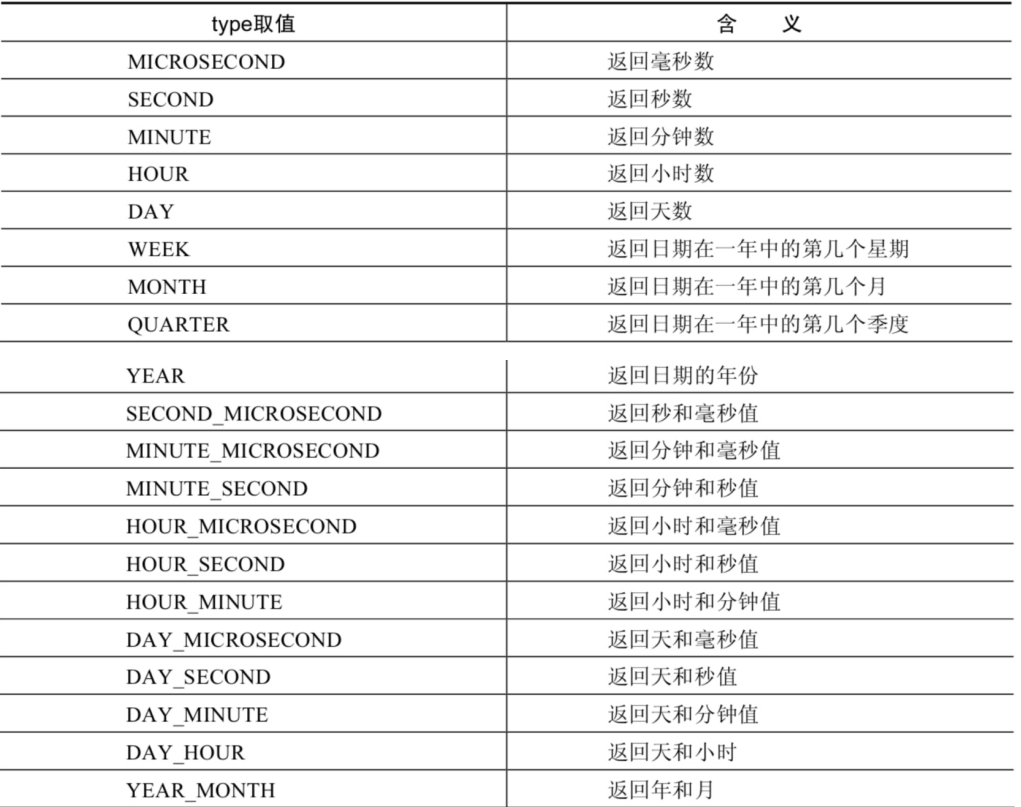 type取值 含 义
MICROSECOND 返回毫秒数
SECOND 返回秒数
MINUTE 返回分钟数
HOUR 返回小时数
DAY 返回天数
WEEK 返回日期在一年中的第几个星期
MONTH 返回日期在一年中的第几个月
QUARTER 返回日期在一年中的第几个季度
YEAR 返回日期的年份
SECOND_MICROSECOND 返回秒和毫秒值
MINUTE_MICROSECOND 返回分钟和毫秒值
MINUTE_SECOND 返回分钟和秒值
HOUR_MICROSECOND 返回小时和毫秒值
HOUR_SECOND 返回小时和秒值
HOUR_MINUTE 返回小时和分钟值
DAY_MICROSECOND 返回天和毫秒值
DAY_SECOND 返回天和秒值
DAY_MINUTE 返回天和分钟值
DAY_HOUR 返回天和小时
YEAR_MONTH 返回年和月